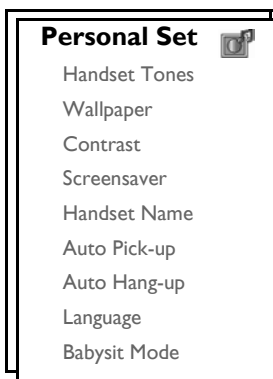 Personal Set
Handset Tones
Wallpaper
Contrast
Screensaver
Handset Name
Auto Pick-up
Auto Hang-up
Language
Babysit Mode